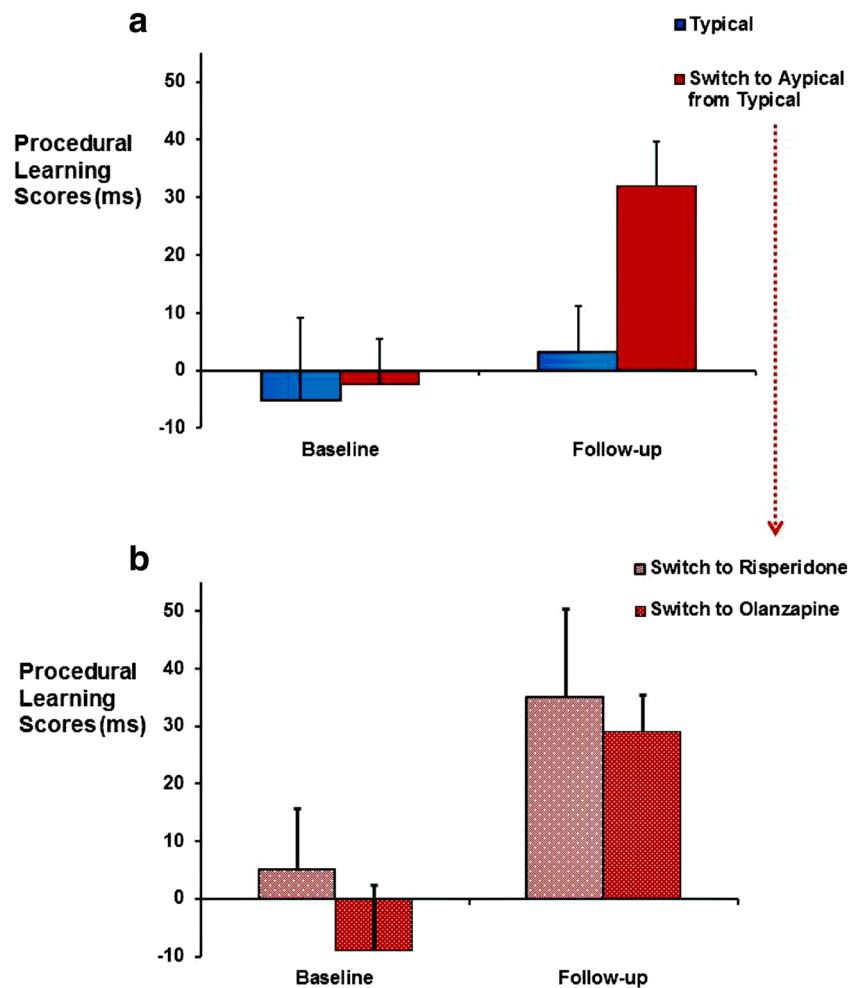 a
Typical
Switch to Aypical
from Typical
Procedural
Learning
Scores (ms)
50
40
30
20
10
0
-10
Baseline
Follow-up
b
Switch to Risperidone
Switch to Olanzapine
Procedural
Learning
Scores (ms)
50
40
30
20
10
0
-10
Baseline
Follow-up